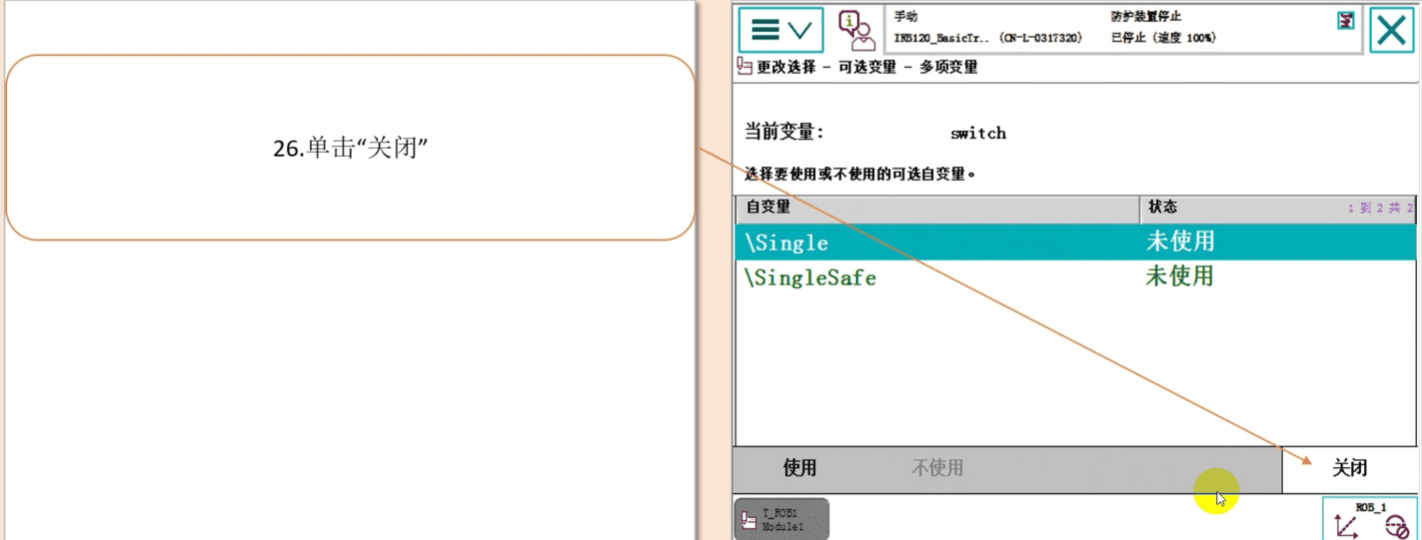 26.单击“关闭”
手动
防护装置停止
IRB120_BasicTr.. (CN-L-0317320)
已停止 (速度 100%)
更改选择 - 可选变量 - 多项变量
当前变量:
switch
选择要使用或不使用的可选自变量。
自变量
状态
1 到 2 共 2
\Single
未使用
\SingleSafe
未使用
使用
不使用
关闭
T_ROB1
Module1
ROB_1